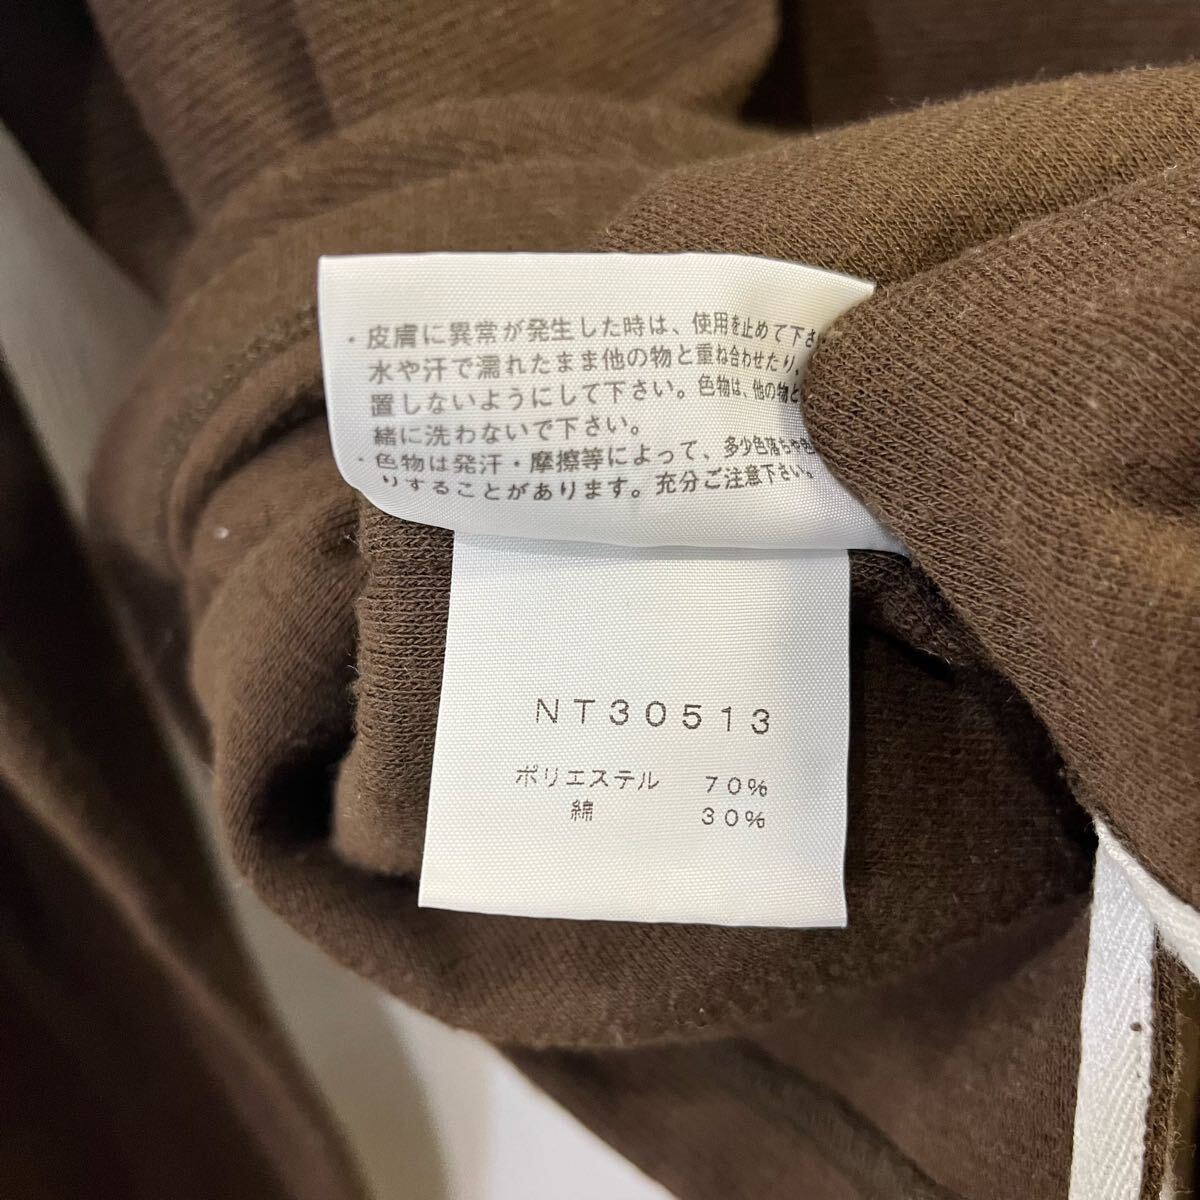 ・皮膚に異常が発生した時は、使用を止めて下さ
水や汗で濡れたまま他の物と重ね合わせたり、
置しないようにして下さい。色物は、他の物と
緒に洗わないで下さい。
・色物は発汗・摩擦等によって、多少色落ちや色
りすることがあります。充分ご注意下さい。
NT30513
ポリエステル 70%
綿 30%